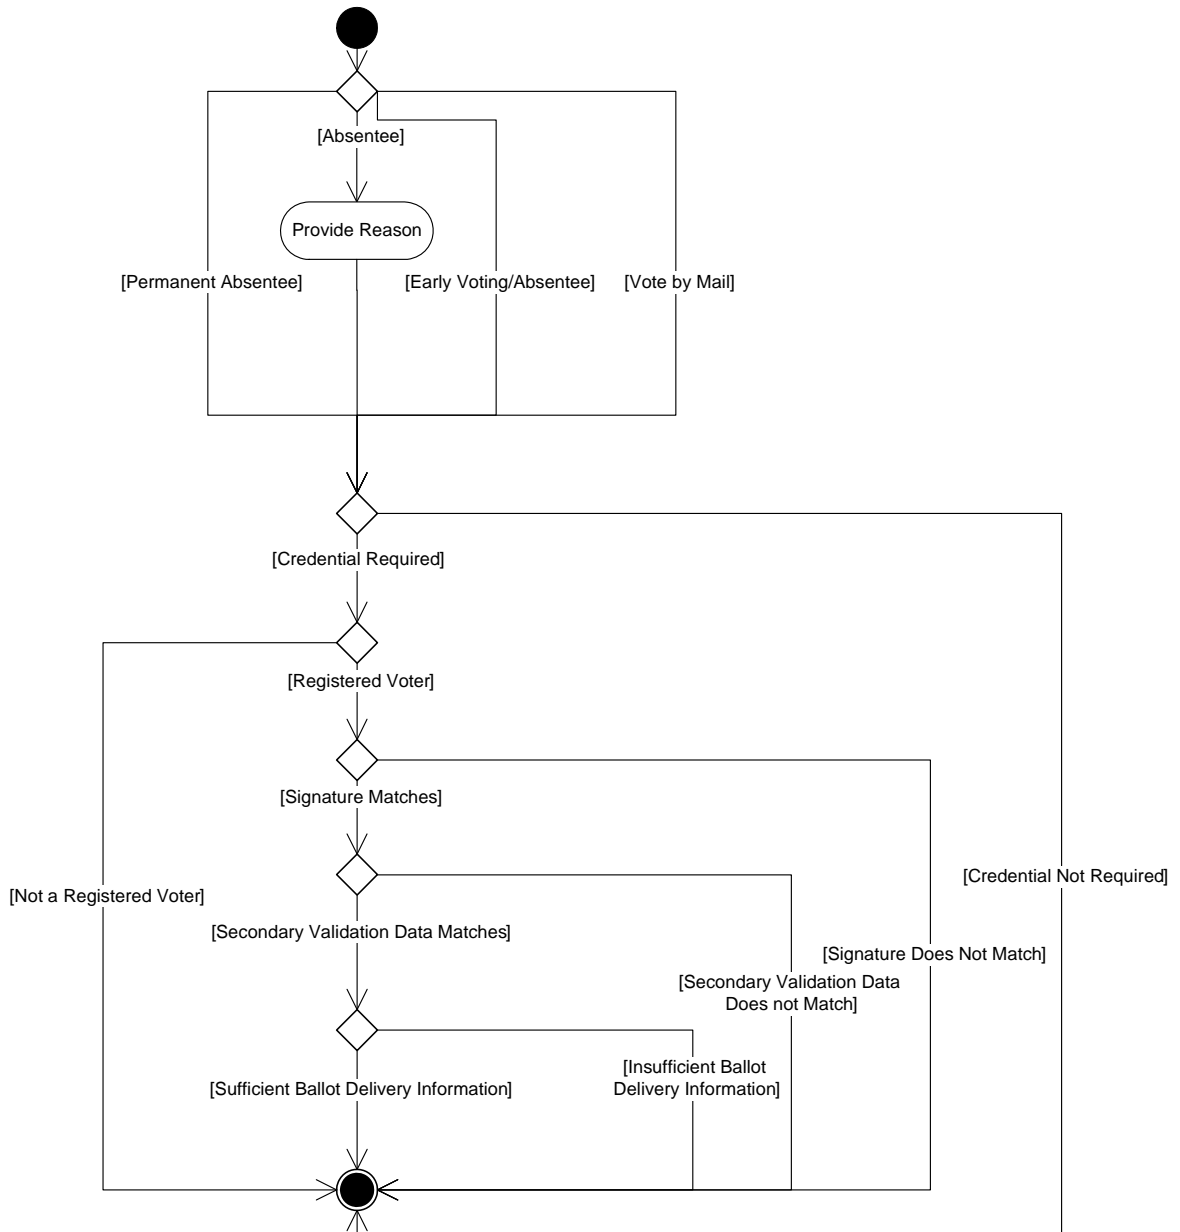 [Absentee]
Provide Reason
[Permanent Absentee]
[Early Voting/Absentee]
[Vote by Mail]
[Credential Required]
[Registered Voter]
[Signature Matches]
[Credential Not Required]
[Not a Registered Voter]
[Secondary Validation Data Matches]
[Signature Does Not Match]
[Secondary Validation Data
Does not Match]
[Insufficient Ballot
Delivery Information]
[Sufficient Ballot Delivery Information]